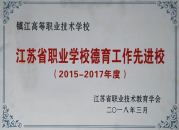 镇江高等职业技术学校
江苏省职业学校德育工作先进校
（2015-2017年度）
江苏省职业技术教育学会
二〇一八年三月